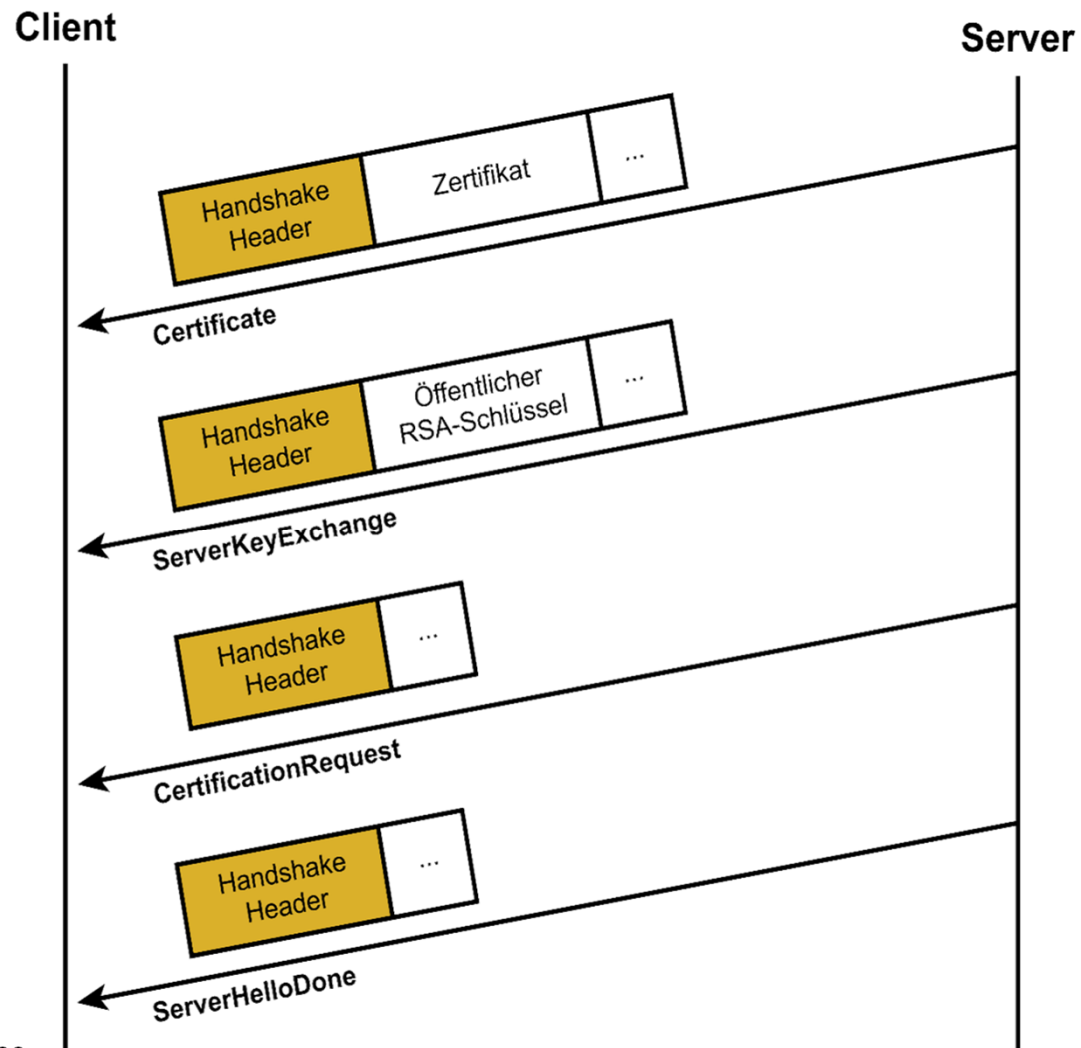 Client
Server
Handshake
Header
Zertifikat
...
Certificate
Handshake
Header
Öffentlicher
RSA-Schlüssel
...
ServerKeyExchange
Handshake
Header
...
CertificationRequest
Handshake
Header
...
ServerHelloDone